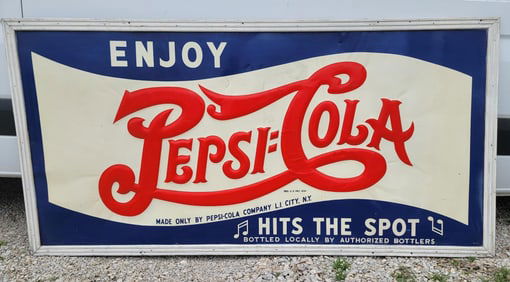 ENJOY
PEPSI=COLA
MADE ONLY BY PEPSI-COLA COMPANY L.I. CITY, N.Y.
HITS THE SPOT
BOTTLED LOCALLY BY AUTHORIZED BOTTLERS